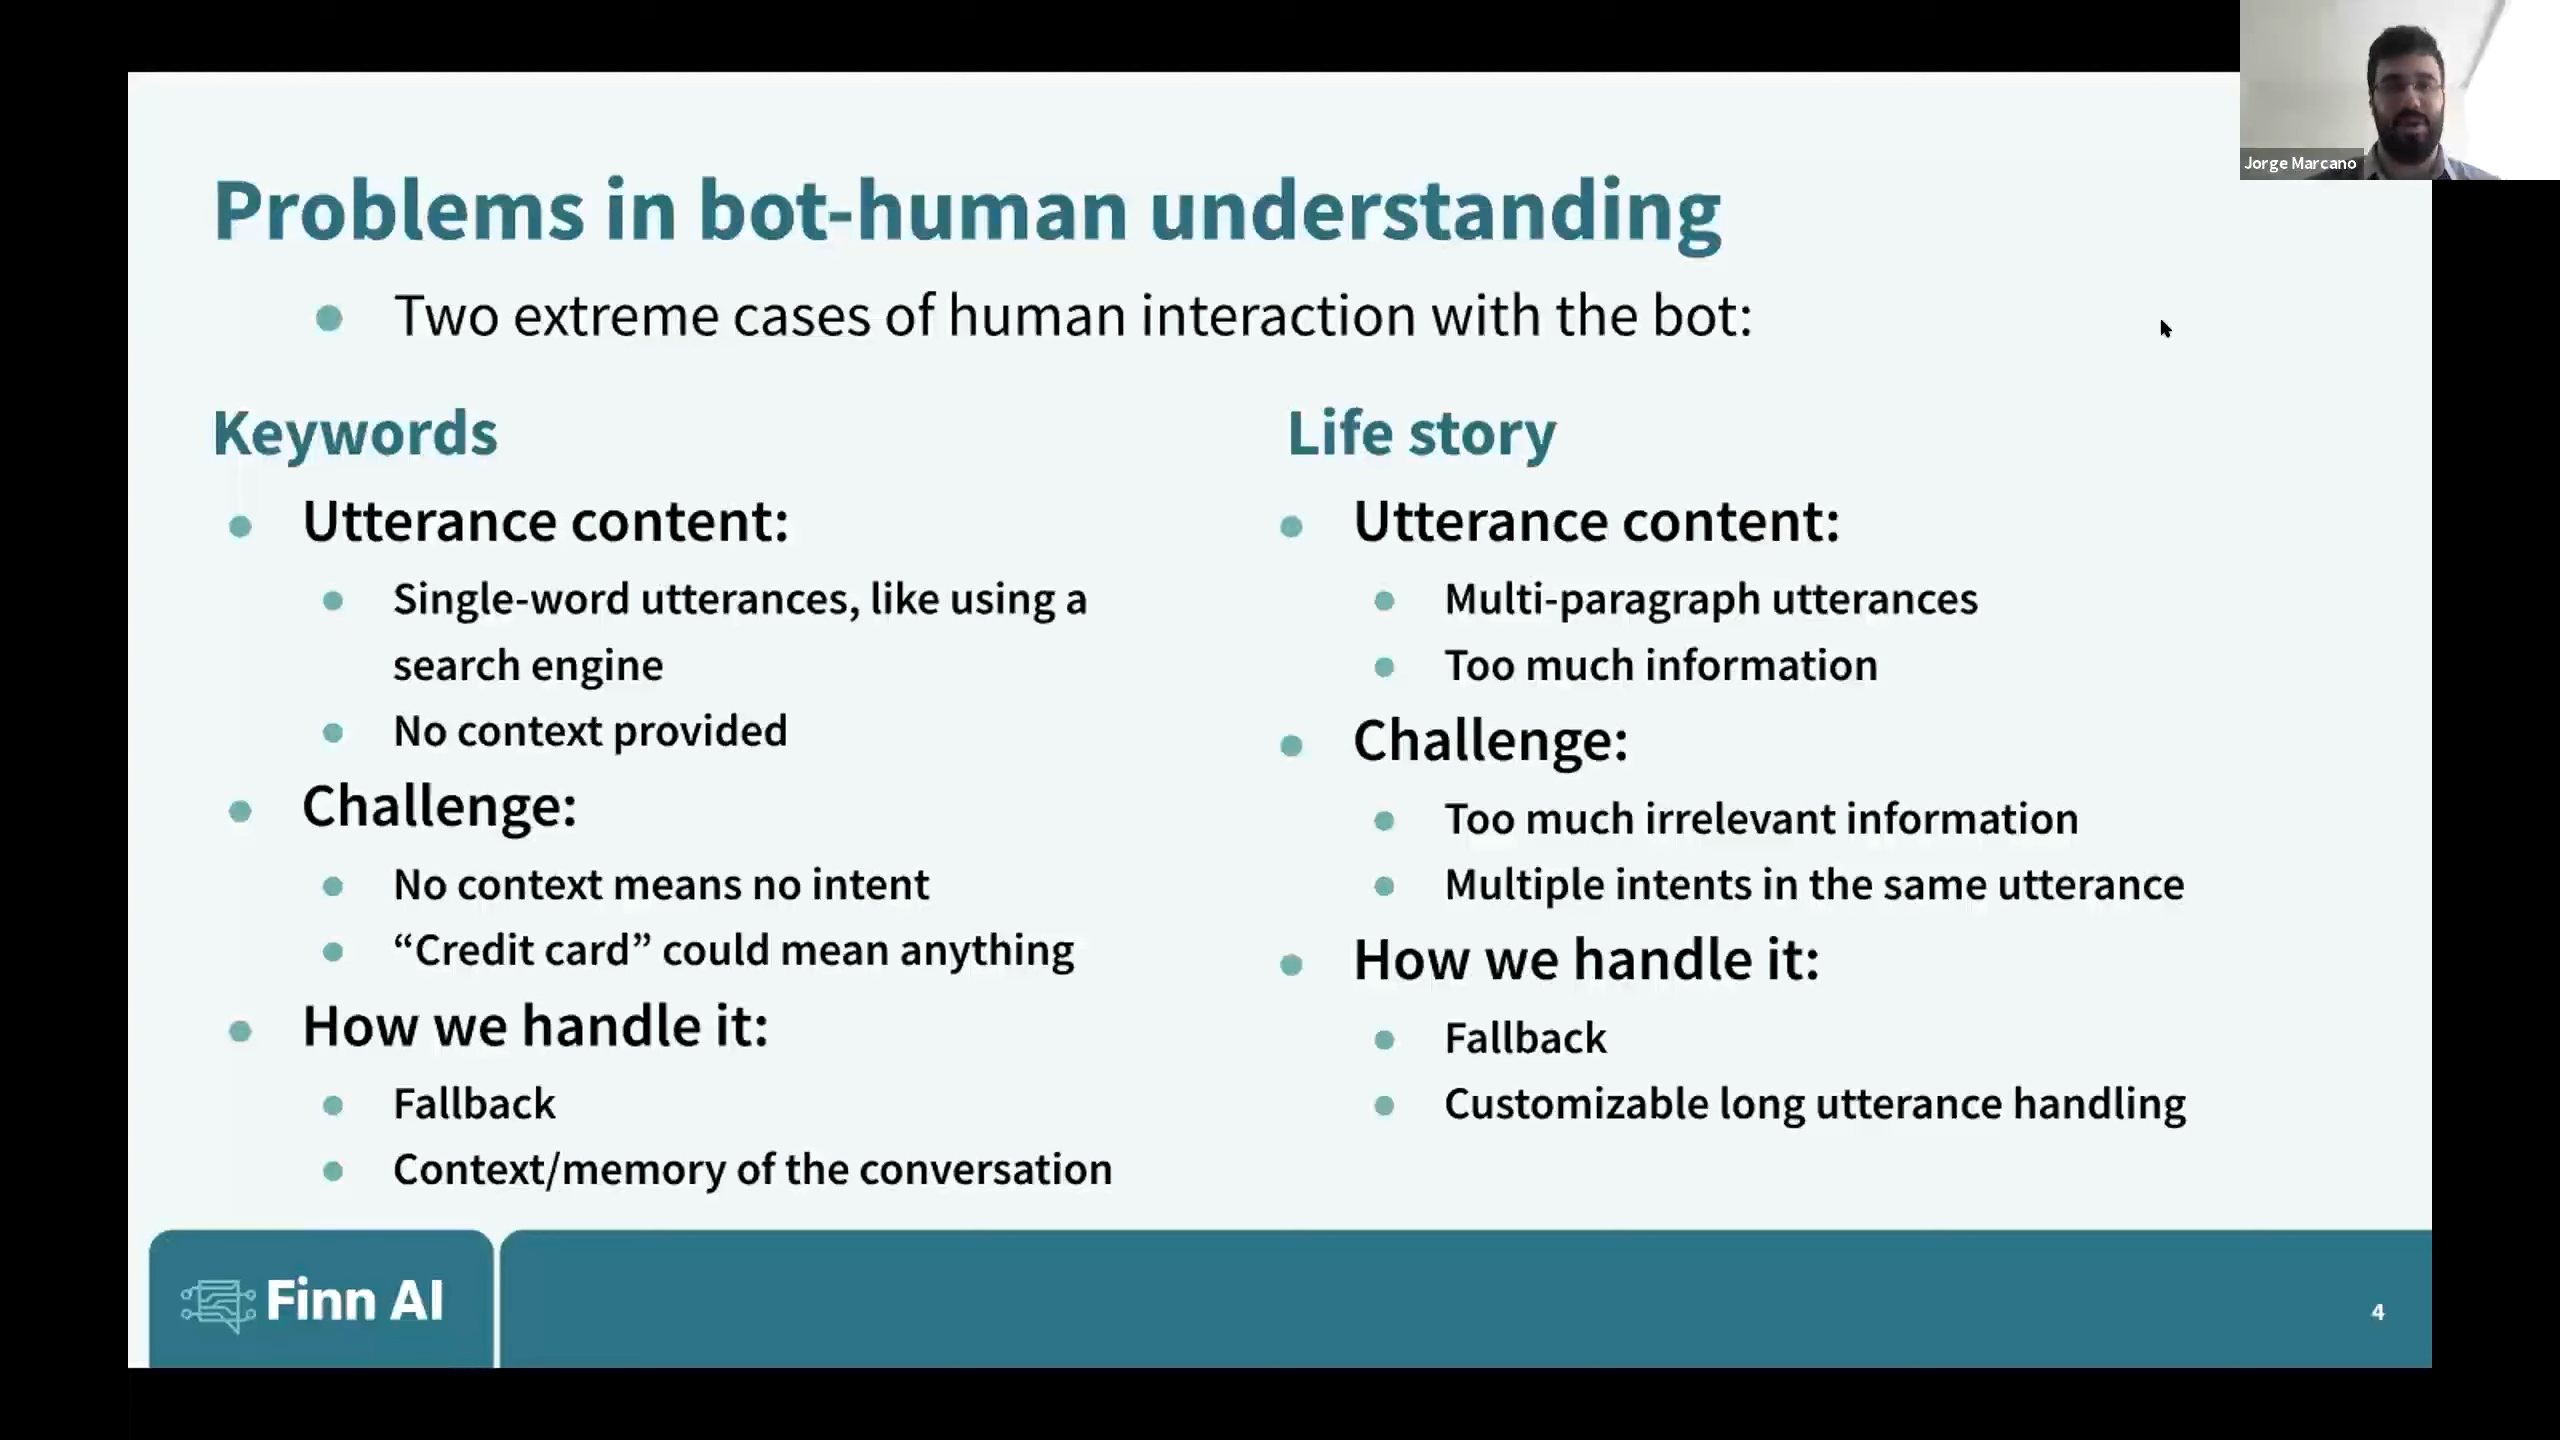 Jorge Marcano
Problems in bot-human understanding
Two extreme cases of human interaction with the bot:
Keywords
Utterance content:
Single-word utterances, like using a
search engine
No context provided
Challenge:
No context means no intent
“Credit card” could mean anything
How we handle it:
Fallback
Context/memory of the conversation
Life story
Utterance content:
Multi-paragraph utterances
Too much information
Challenge:
Too much irrelevant information
Multiple intents in the same utterance
How we handle it:
Fallback
Customizable long utterance handling
Finn AI
4